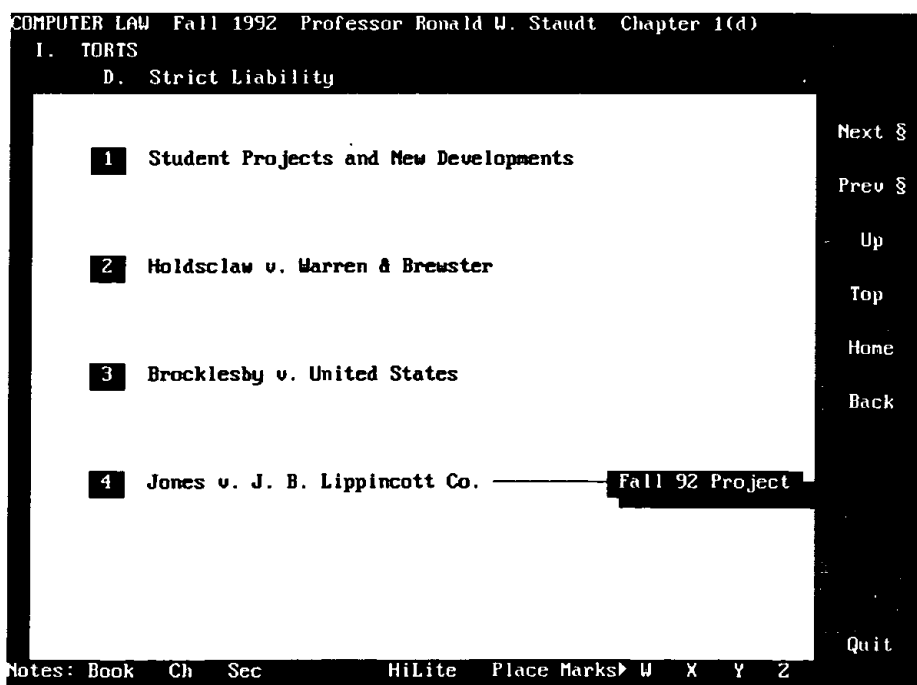 COMPUTER LAW Fall 1992 Professor Ronald W. Staudt Chapter 1(d)
I. TORTS
D. Strict Liability
1 Student Projects and New Developments
2 Holdsclaw v. Warren & Brewster
3 Brocklesby v. United States
4 Jones v. J. B. Lippincott Co. Fall 92 Project
Next §
Prev §
Up
Top
Home
Back
Quit
Notes: Book Ch Sec HiLite Place Marks▶ W X Y Z